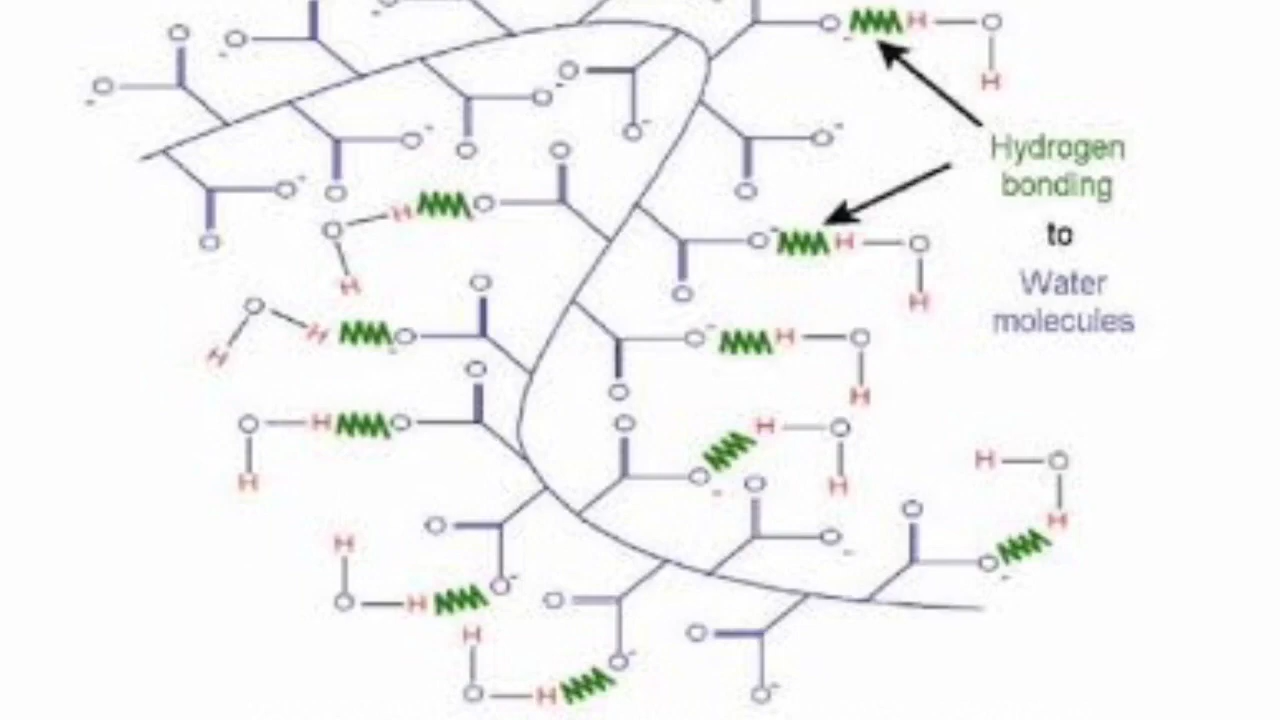 Hydrogen
bonding
to
Water
molecules